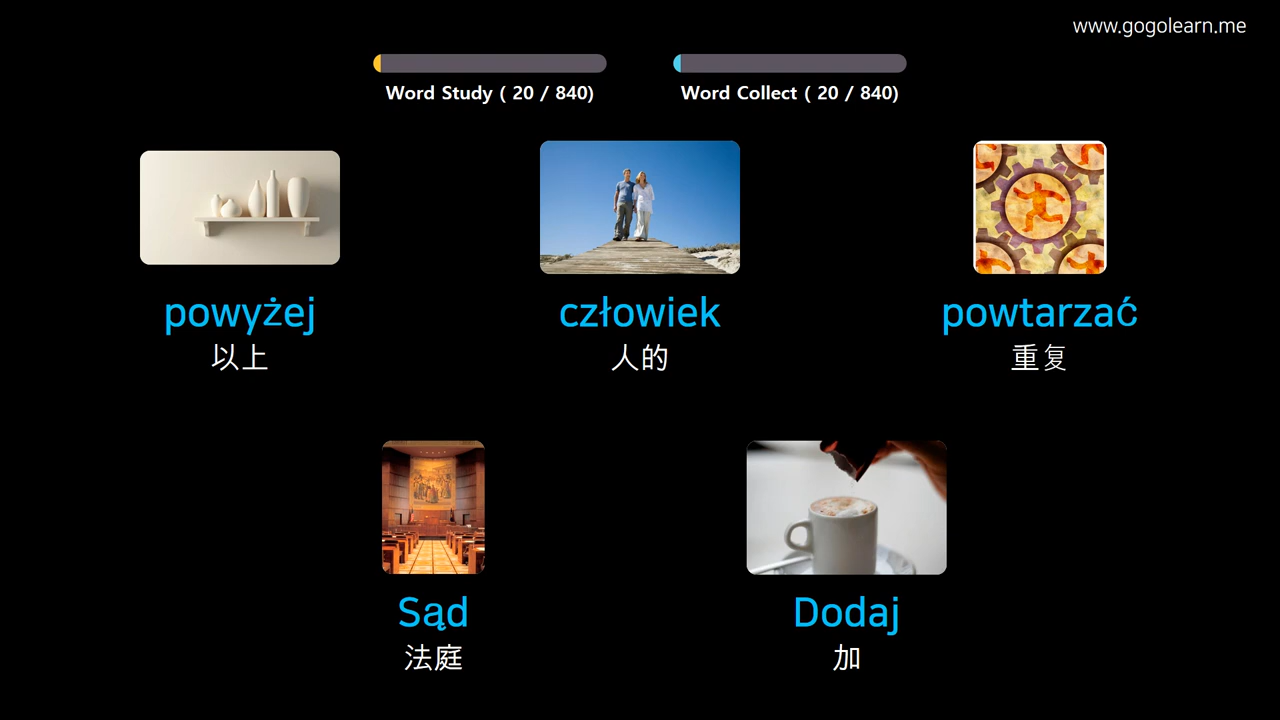 www.gogolearn.me
Word Study ( 20 / 840)
Word Collect ( 20 / 840)
powyżej
以上
człowiek
人的
powtarzać
重复
Sąd
法庭
Dodaj
加